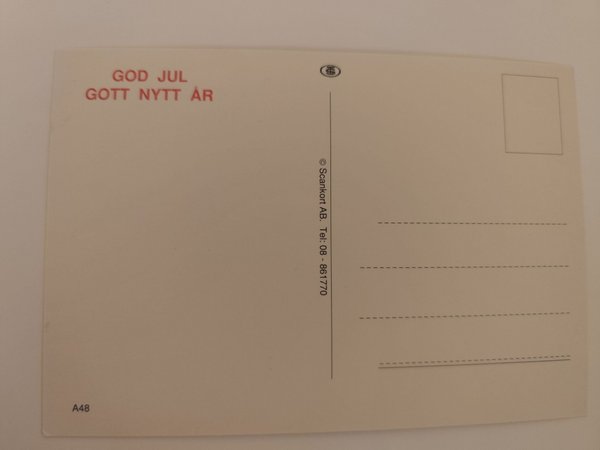 GOD JUL
GOTT NYTT ÅR
© Scankort AB. Tel: 08 - 861770
A48